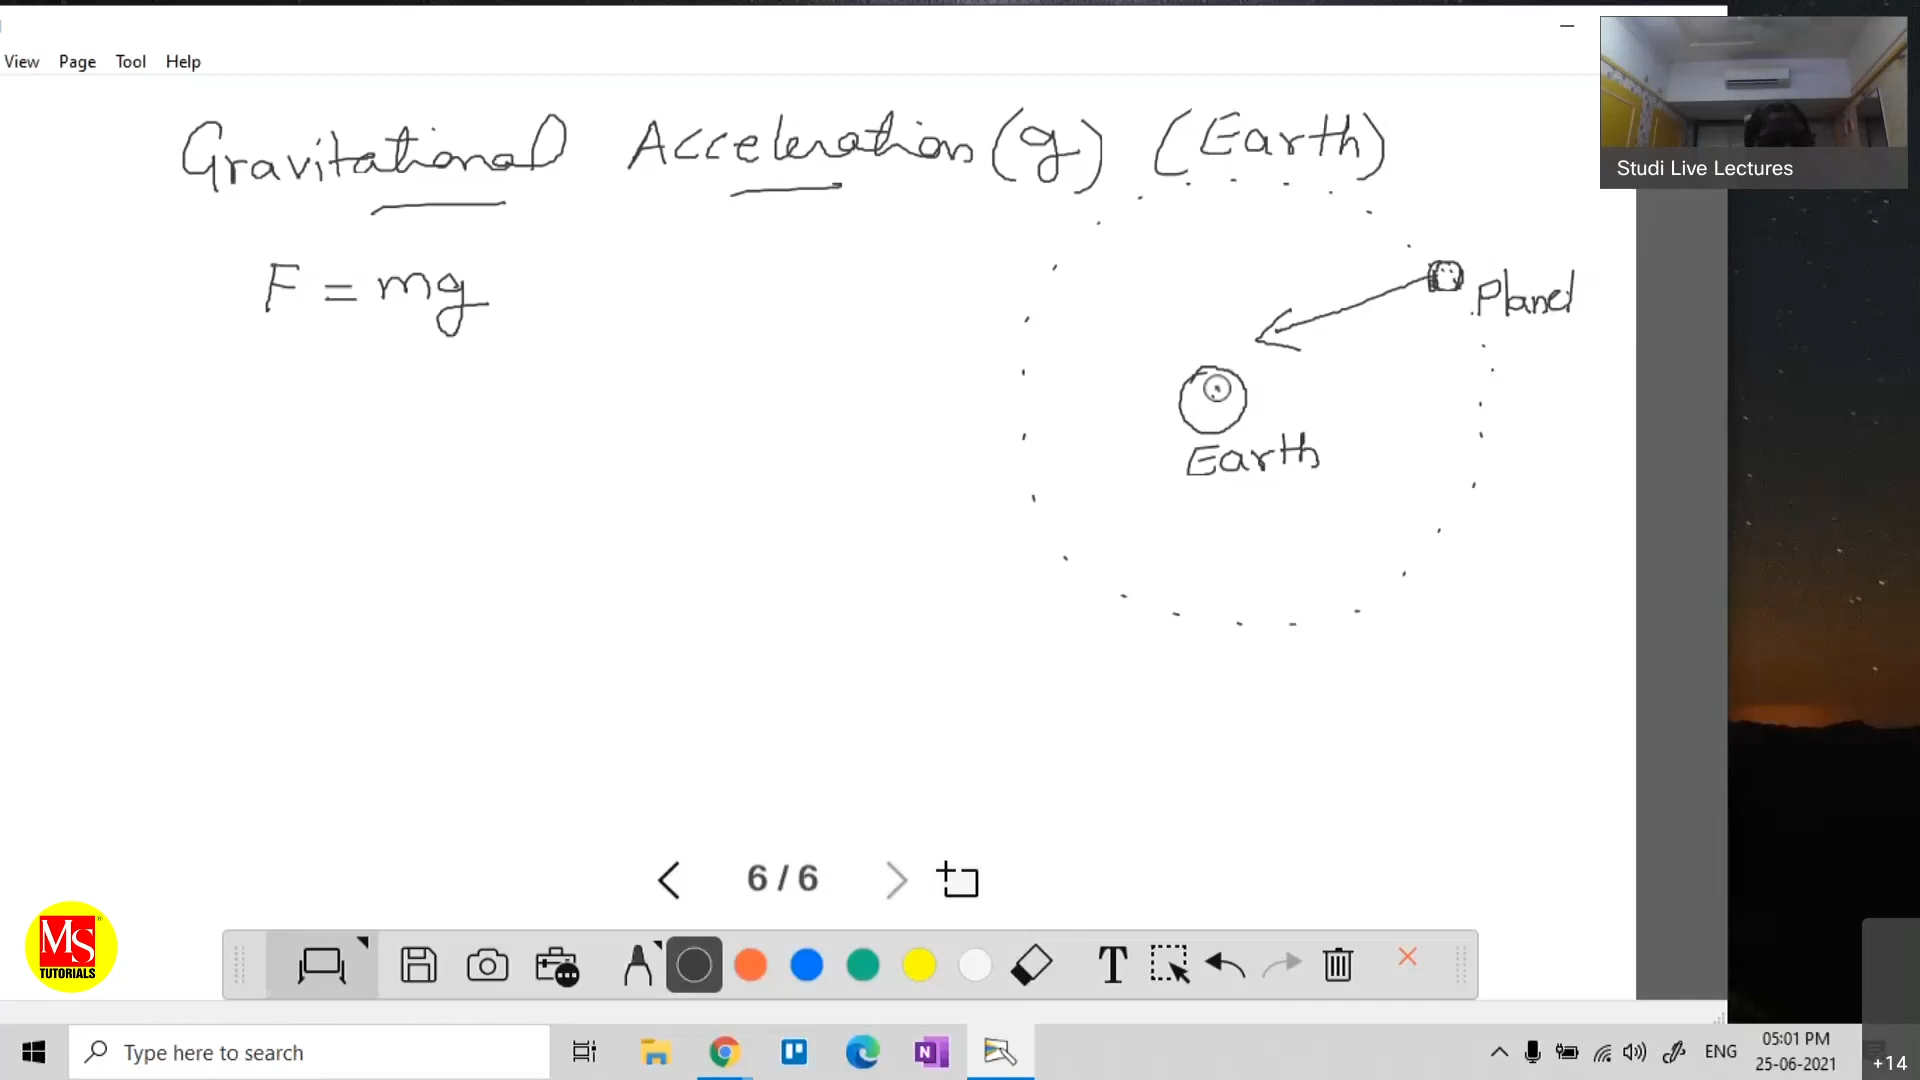 View Page Tool Help
Studi Live Lectures
Gravitational Acceleration (g) (Earth)
F = mg
Planet
Earth
6 / 6
MS
TUTORIALS
T
Type here to search
N
ENG
05:01 PM
25-06-2021
+14